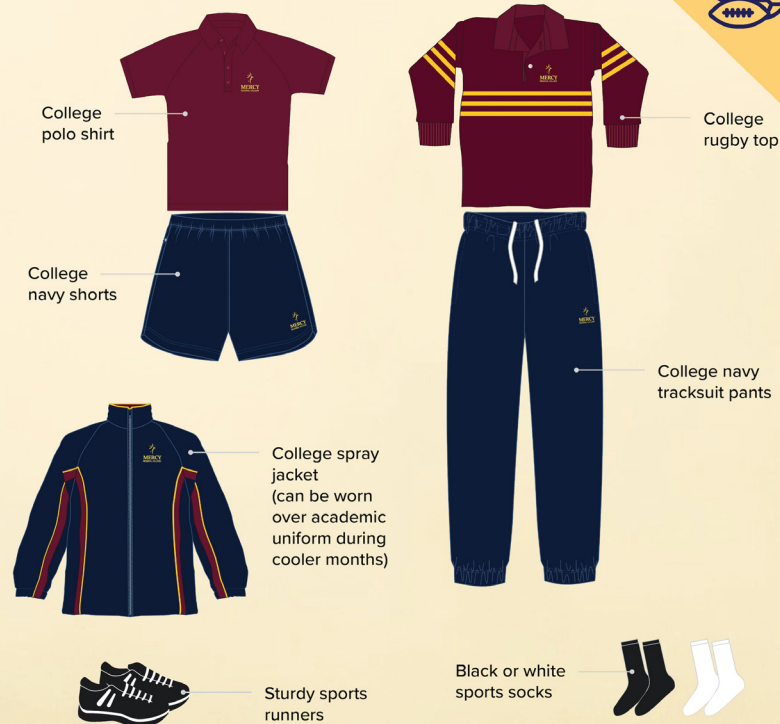 MERCY
MERCY
College
polo shirt
College
rugby top
College
navy shorts
MERCY
MERCY
College navy
tracksuit pants
MERCY
College spray
jacket
(can be worn
over academic
uniform during
cooler months)
Sturdy sports
runners
Black or white
sports socks